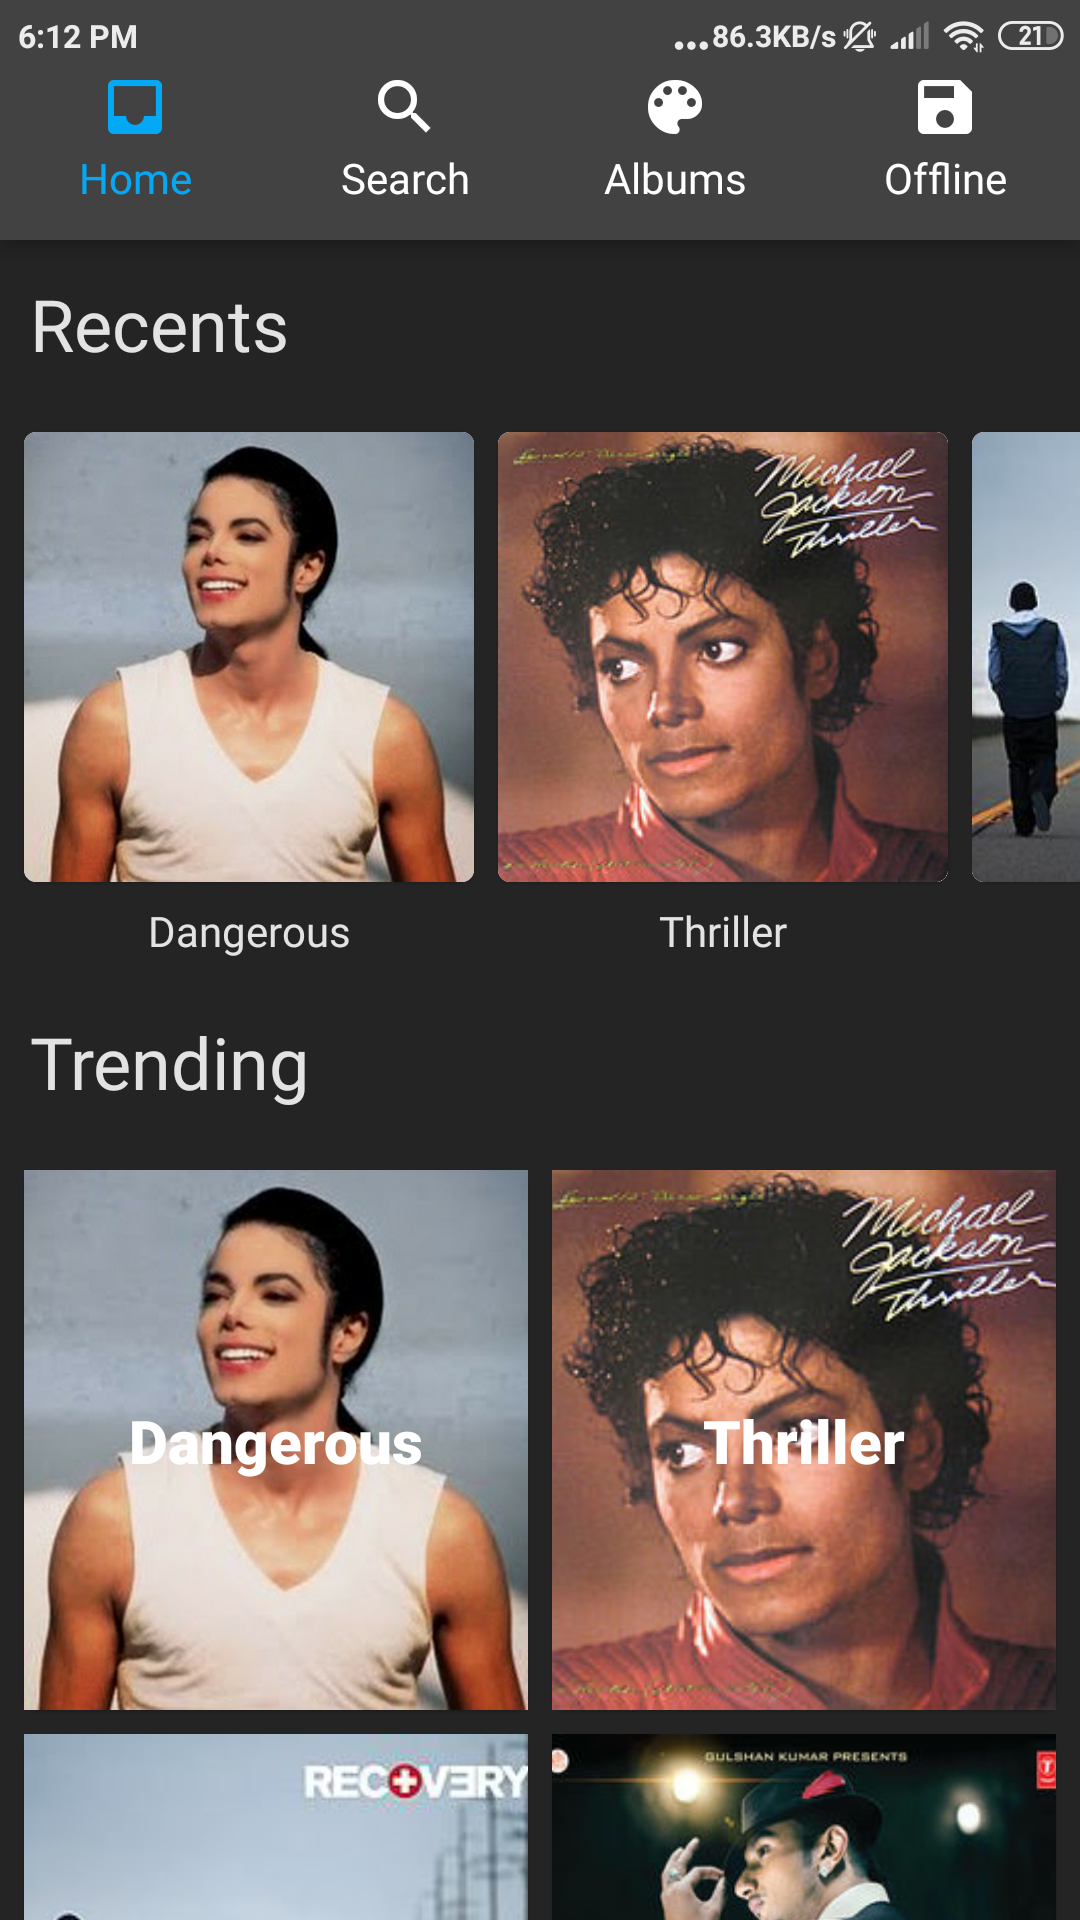 6:12 PM ...86.3KB/s 21
Home Search Albums Offline
Recents
Michael
Jackson
Thriller
Dangerous Thriller
Trending
Michael
Jackson
Thriller
Dangerous Thriller
RECOVERY
GULSHAN KUMAR PRESENTS
T